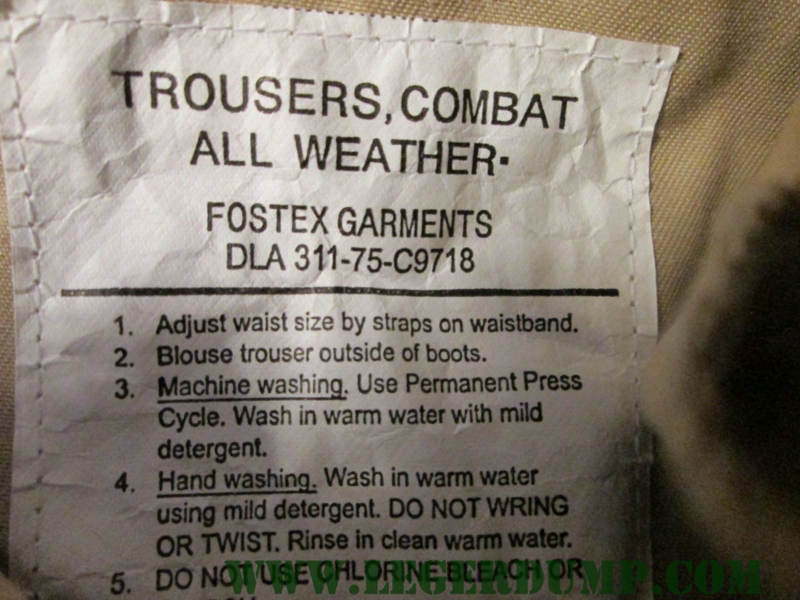 TROUSERS, COMBAT
ALL WEATHER·
FOSTEX GARMENTS
DLA 311-75-C9718
1. Adjust waist size by straps on waistband.
2. Blouse trouser outside of boots.
3. Machine washing. Use Permanent Press
Cycle. Wash in warm water with mild
detergent.
4. Hand washing. Wash in warm water
using mild detergent. DO NOT WRING
OR TWIST. Rinse in clean warm water.
5. DO NOT USE CHLORINE BLEACH OR
WWW.LEGERDUMP.COM